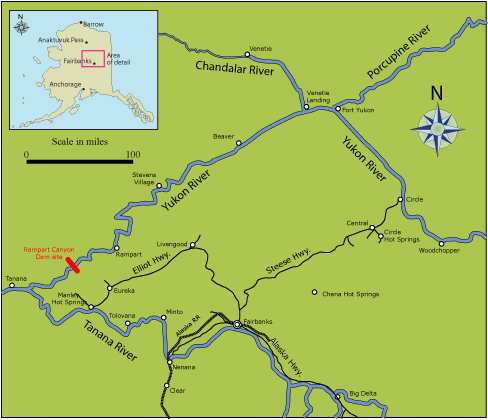 Barrow
Anaktuvuk Pass
Fairbanks
Area
of detail
Anchorage
Scale in miles
0
100
Venetie
Chandalar River
Porcupine River
Venetie
Landing
Fort Yukon
N
Beaver
Yukon River
Stevens
Village
Yukon River
Circle
Central
Circle
Hot Springs
Woodchopper
Rampart Canyon
Dam site
Rampart
Livengood
Elliot Hwy.
Steese Hwy.
Tanana
Manley
Hot Springs
Eureka
Chena Hot Springs
Tolovana
Minto
Alaska RR
Fairbanks
Tanana River
Alaska Hwy.
Nenana
Clear
Big Delta